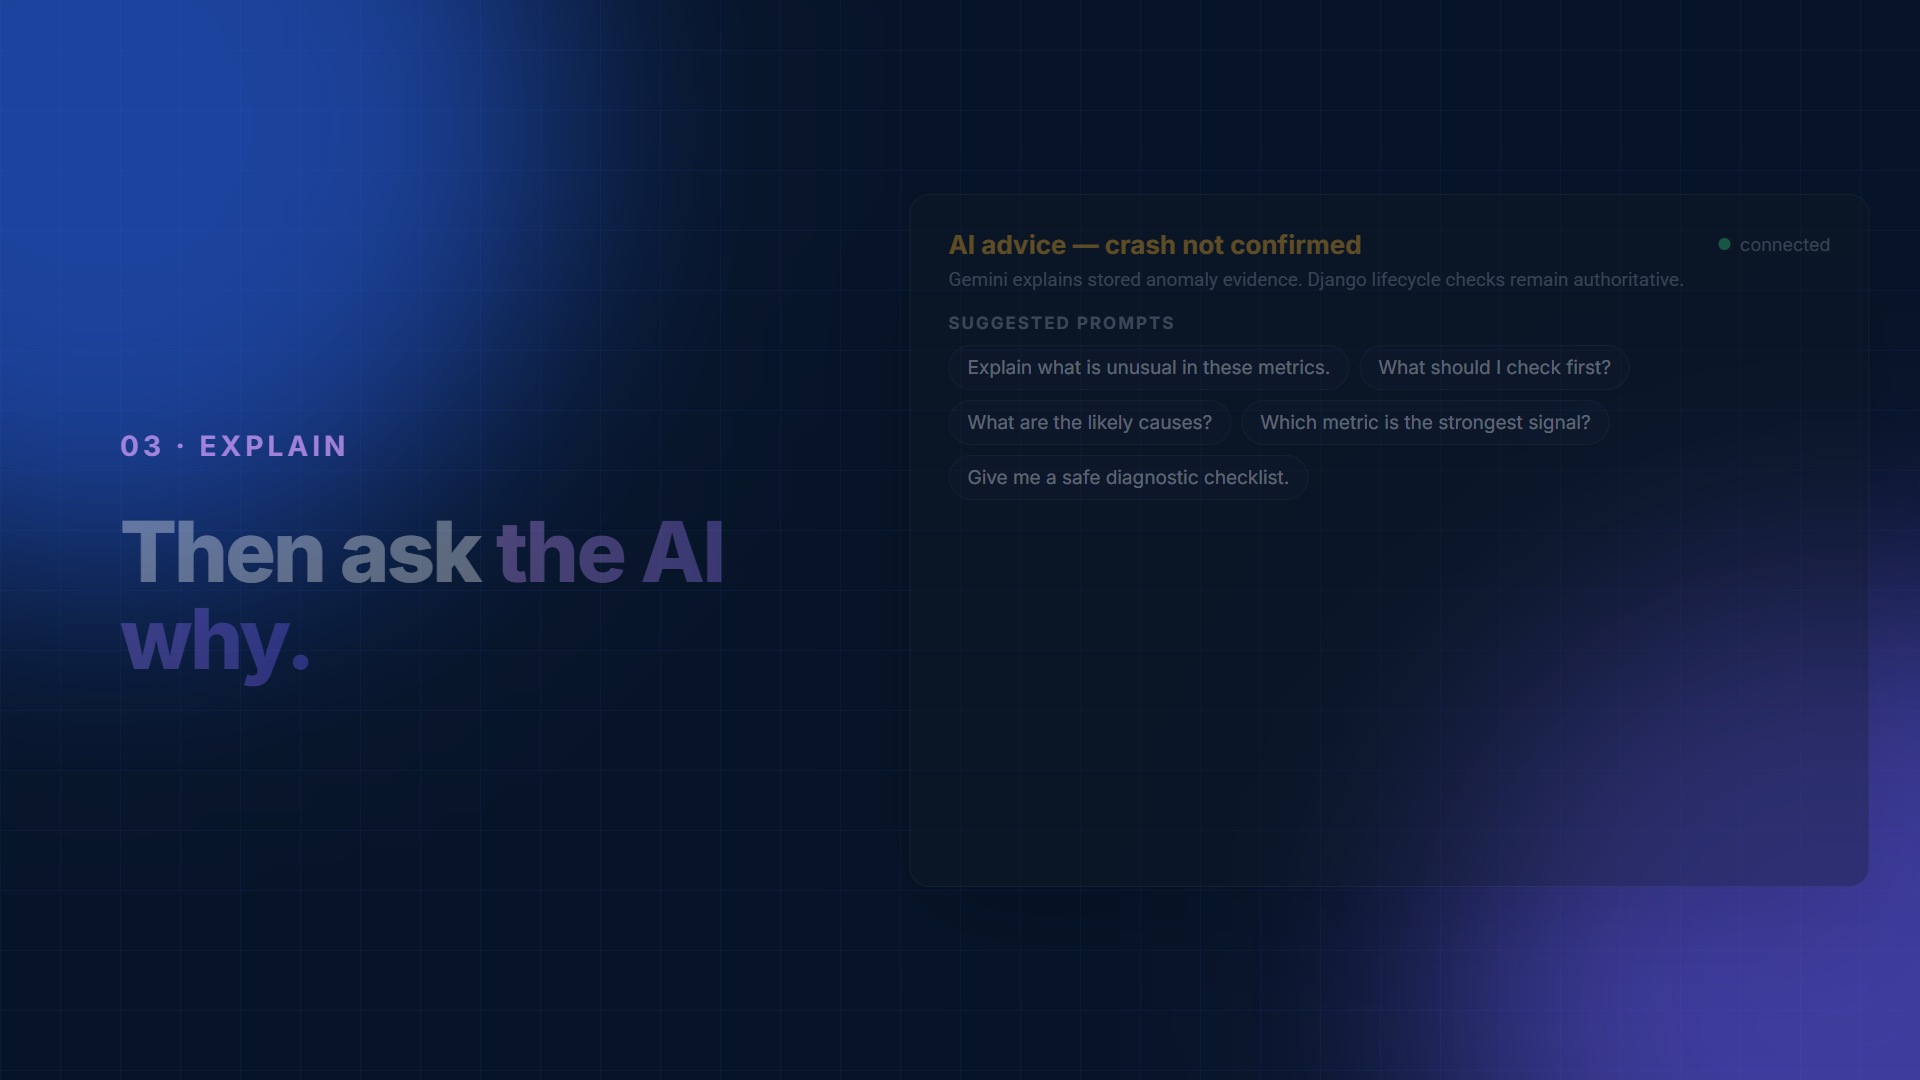 03 · EXPLAIN
Then ask the AI
why.
AI advice — crash not confirmed
connected
Gemini explains stored anomaly evidence. Django lifecycle checks remain authoritative.
SUGGESTED PROMPTS
Explain what is unusual in these metrics.
What should I check first?
What are the likely causes?
Which metric is the strongest signal?
Give me a safe diagnostic checklist.